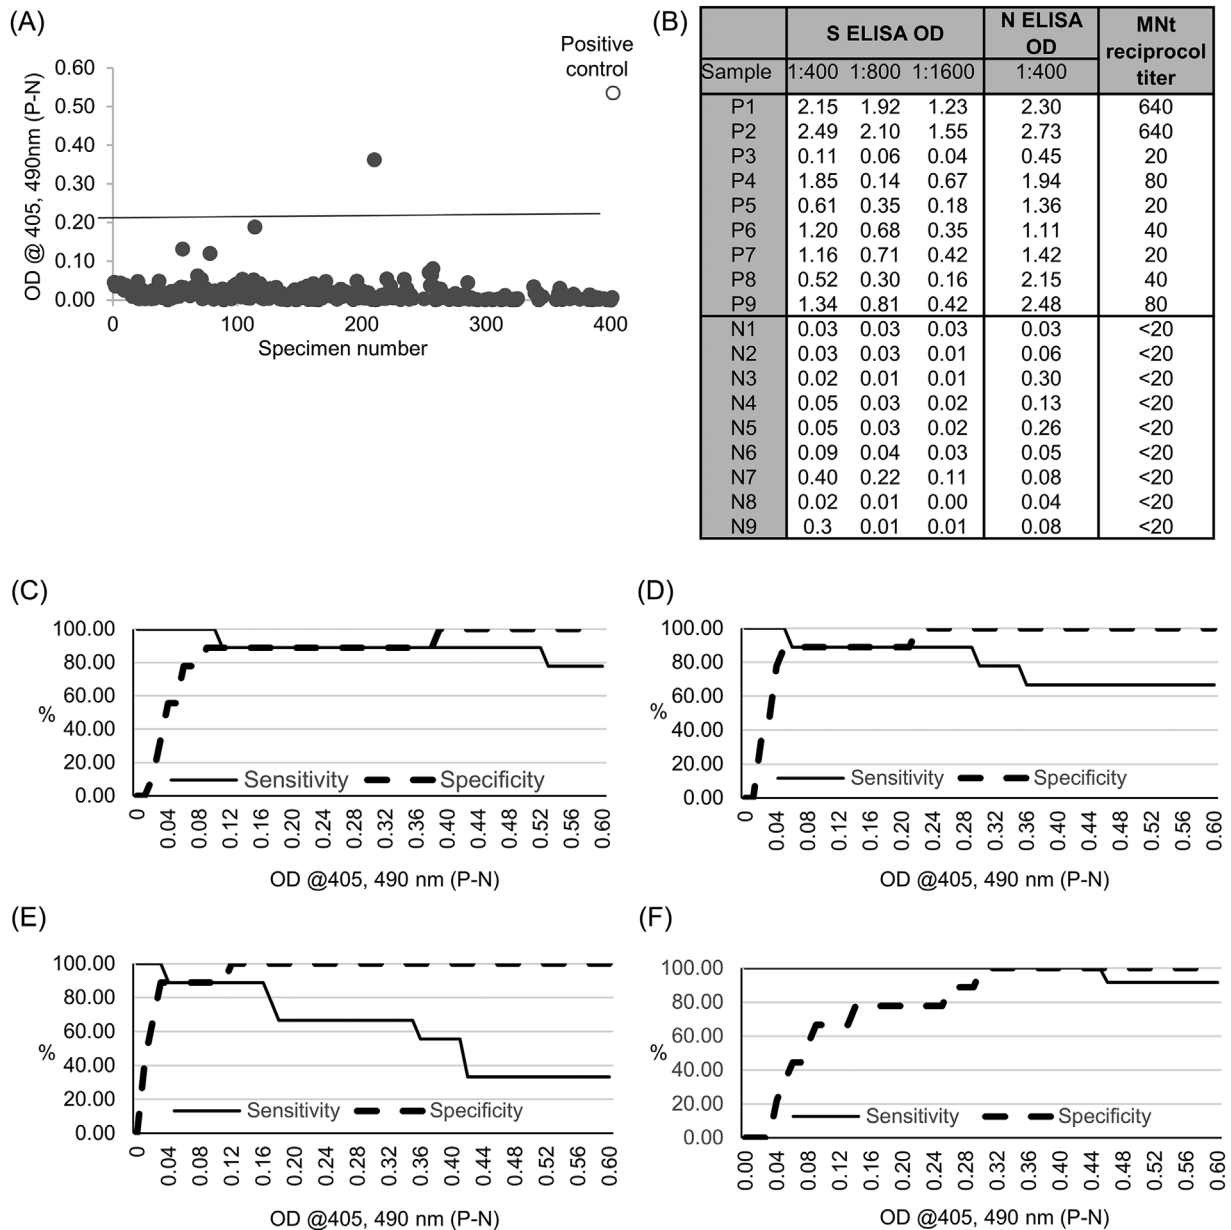 (A)
Positive
control
0.60
0.50
0.40
0.30
0.20
0.10
0.00
OD @ 405, 490nm (P-N)
0 100 200 300 400
Specimen number
(B)
S ELISA OD N ELISA OD MNt reciprocol titer
Sample 1:400 1:800 1:1600 1:400
P1 2.15 1.92 1.23 2.30 640
P2 2.49 2.10 1.55 2.73 640
P3 0.11 0.06 0.04 0.45 20
P4 1.85 0.14 0.67 1.94 80
P5 0.61 0.35 0.18 1.36 20
P6 1.20 0.68 0.35 1.11 40
P7 1.16 0.71 0.42 1.42 20
P8 0.52 0.30 0.16 2.15 40
P9 1.34 0.81 0.42 2.48 80
N1 0.03 0.03 0.03 0.03 <20
N2 0.03 0.03 0.01 0.06 <20
N3 0.02 0.01 0.01 0.30 <20
N4 0.05 0.03 0.02 0.13 <20
N5 0.05 0.03 0.02 0.26 <20
N6 0.09 0.04 0.03 0.05 <20
N7 0.40 0.22 0.11 0.08 <20
N8 0.02 0.01 0.00 0.04 <20
N9 0.3 0.01 0.01 0.08 <20
(C)
100.00
80.00
60.00
%
40.00
20.00
0.00
Sensitivity Specificity
0 0.04 0.08 0.12 0.16 0.20 0.24 0.28 0.32 0.36 0.40 0.44 0.48 0.52 0.56 0.60
OD @405, 490 nm (P-N)
(D)
100.00
80.00
60.00
%
40.00
20.00
0.00
Sensitivity Specificity
0 0.04 0.08 0.12 0.16 0.20 0.24 0.28 0.32 0.36 0.40 0.44 0.48 0.52 0.56 0.60
OD @405, 490 nm (P-N)
(E)
100.00
80.00
60.00
%
40.00
20.00
0.00
Sensitivity Specificity
0 0.04 0.08 0.12 0.16 0.20 0.24 0.28 0.32 0.36 0.40 0.44 0.48 0.52 0.56 0.60
OD @405, 490 nm (P-N)
(F)
100.00
80.00
60.00
%
40.00
20.00
0.00
Sensitivity Specificity
0.00 0.04 0.08 0.12 0.16 0.20 0.24 0.28 0.32 0.36 0.40 0.44 0.48 0.52 0.56 0.60
OD @405, 490 nm (P-N)